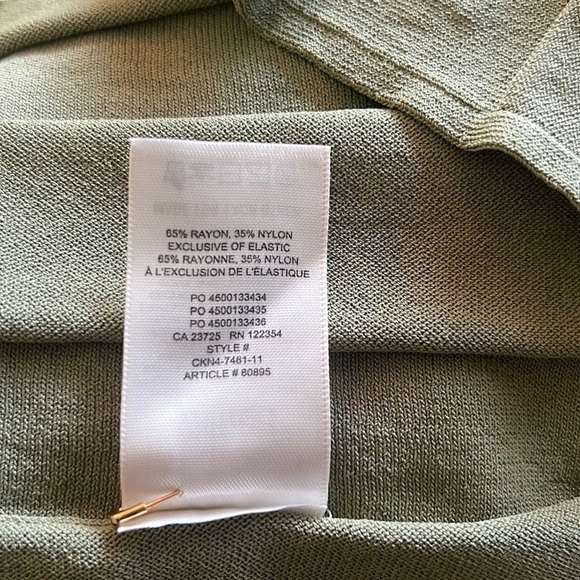 65% RAYON, 35% NYLON
EXCLUSIVE OF ELASTIC
65% RAYONNE, 35% NYLON
À L'EXCLUSION DE L'ÉLASTIQUE
PO 4500133434
PO 4500133435
PO 4500133436
CA 23725 RN 122354
STYLE #
CKN4-7461-11
ARTICLE # 80895